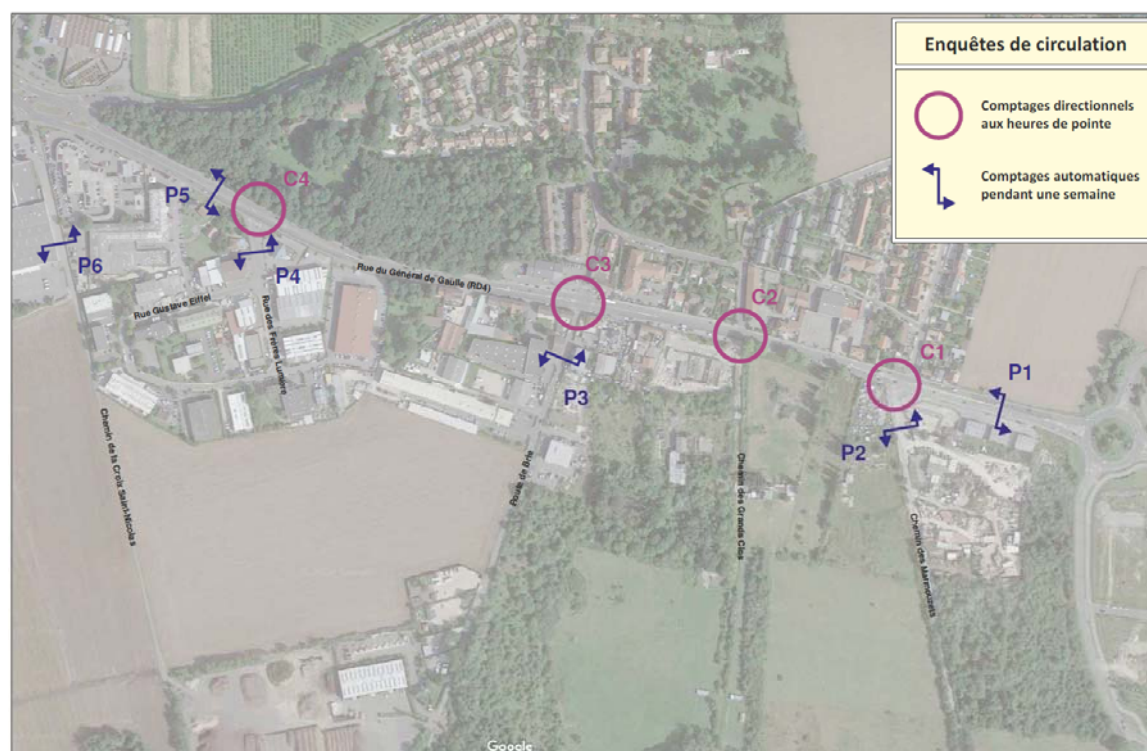 Enquêtes de circulation
Comptages directionnels
aux heures de pointe
Comptages automatiques
pendant une semaine
C4
P5
P6
P4
Rue du Général de Gaulle (RD4)
C3
C2
C1
P1
P2
P3
Rue Gustave Eiffel
Rue des Frères Lumière
Chemin de la Croix Saint-Nicolas
Route de Brie
Chemin des Grands Clos
Chemin des Marmouzets
Google